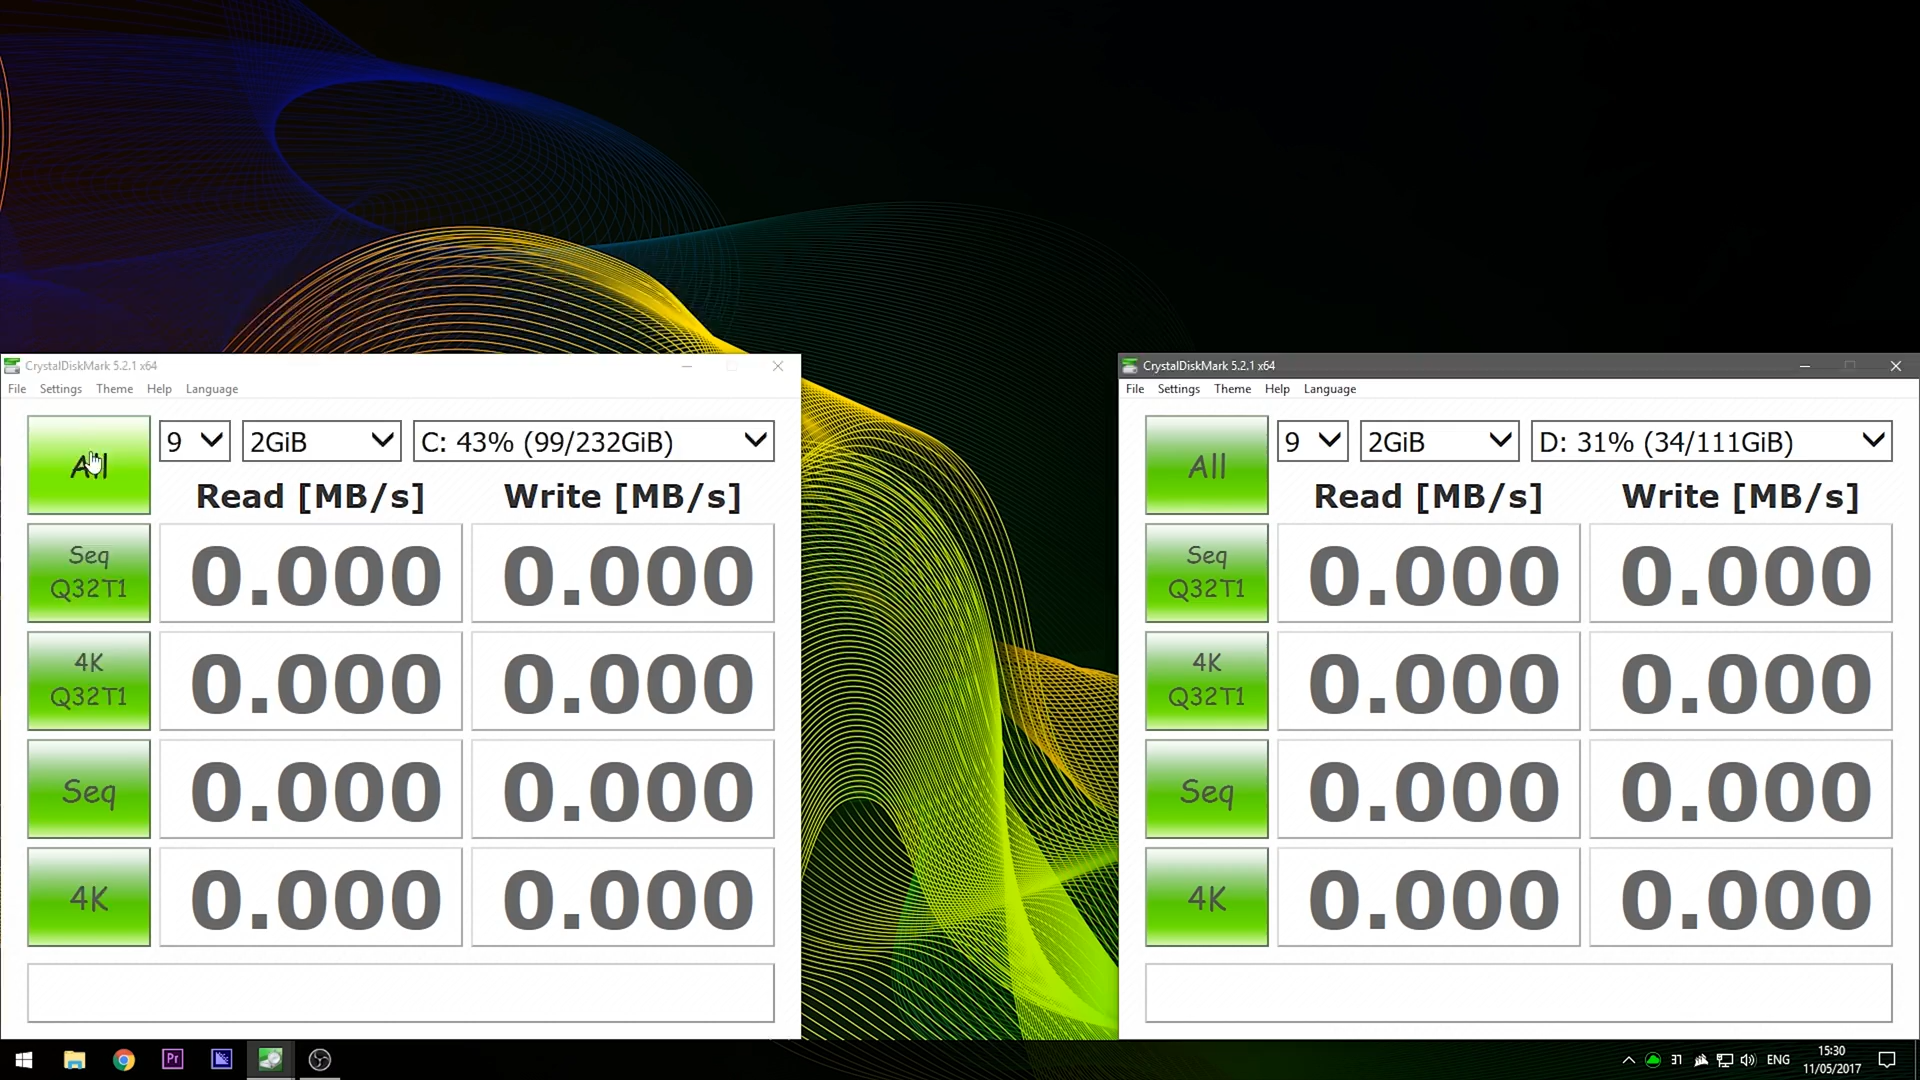 CrystalDiskMark 5.2.1 x64
File Settings Theme Help Language
All 9 2GiB C: 43% (99/232GiB)
Read [MB/s] Write [MB/s]
Seq
Q32T1
0.000 0.000
4K
Q32T1
0.000 0.000
Seq 0.000 0.000
4K 0.000 0.000
CrystalDiskMark 5.2.1 x64
File Settings Theme Help Language
All 9 2GiB D: 31% (34/111GiB)
Read [MB/s] Write [MB/s]
Seq
Q32T1
0.000 0.000
4K
Q32T1
0.000 0.000
Seq 0.000 0.000
4K 0.000 0.000
Pr
31 ENG
15:30
11/05/2017